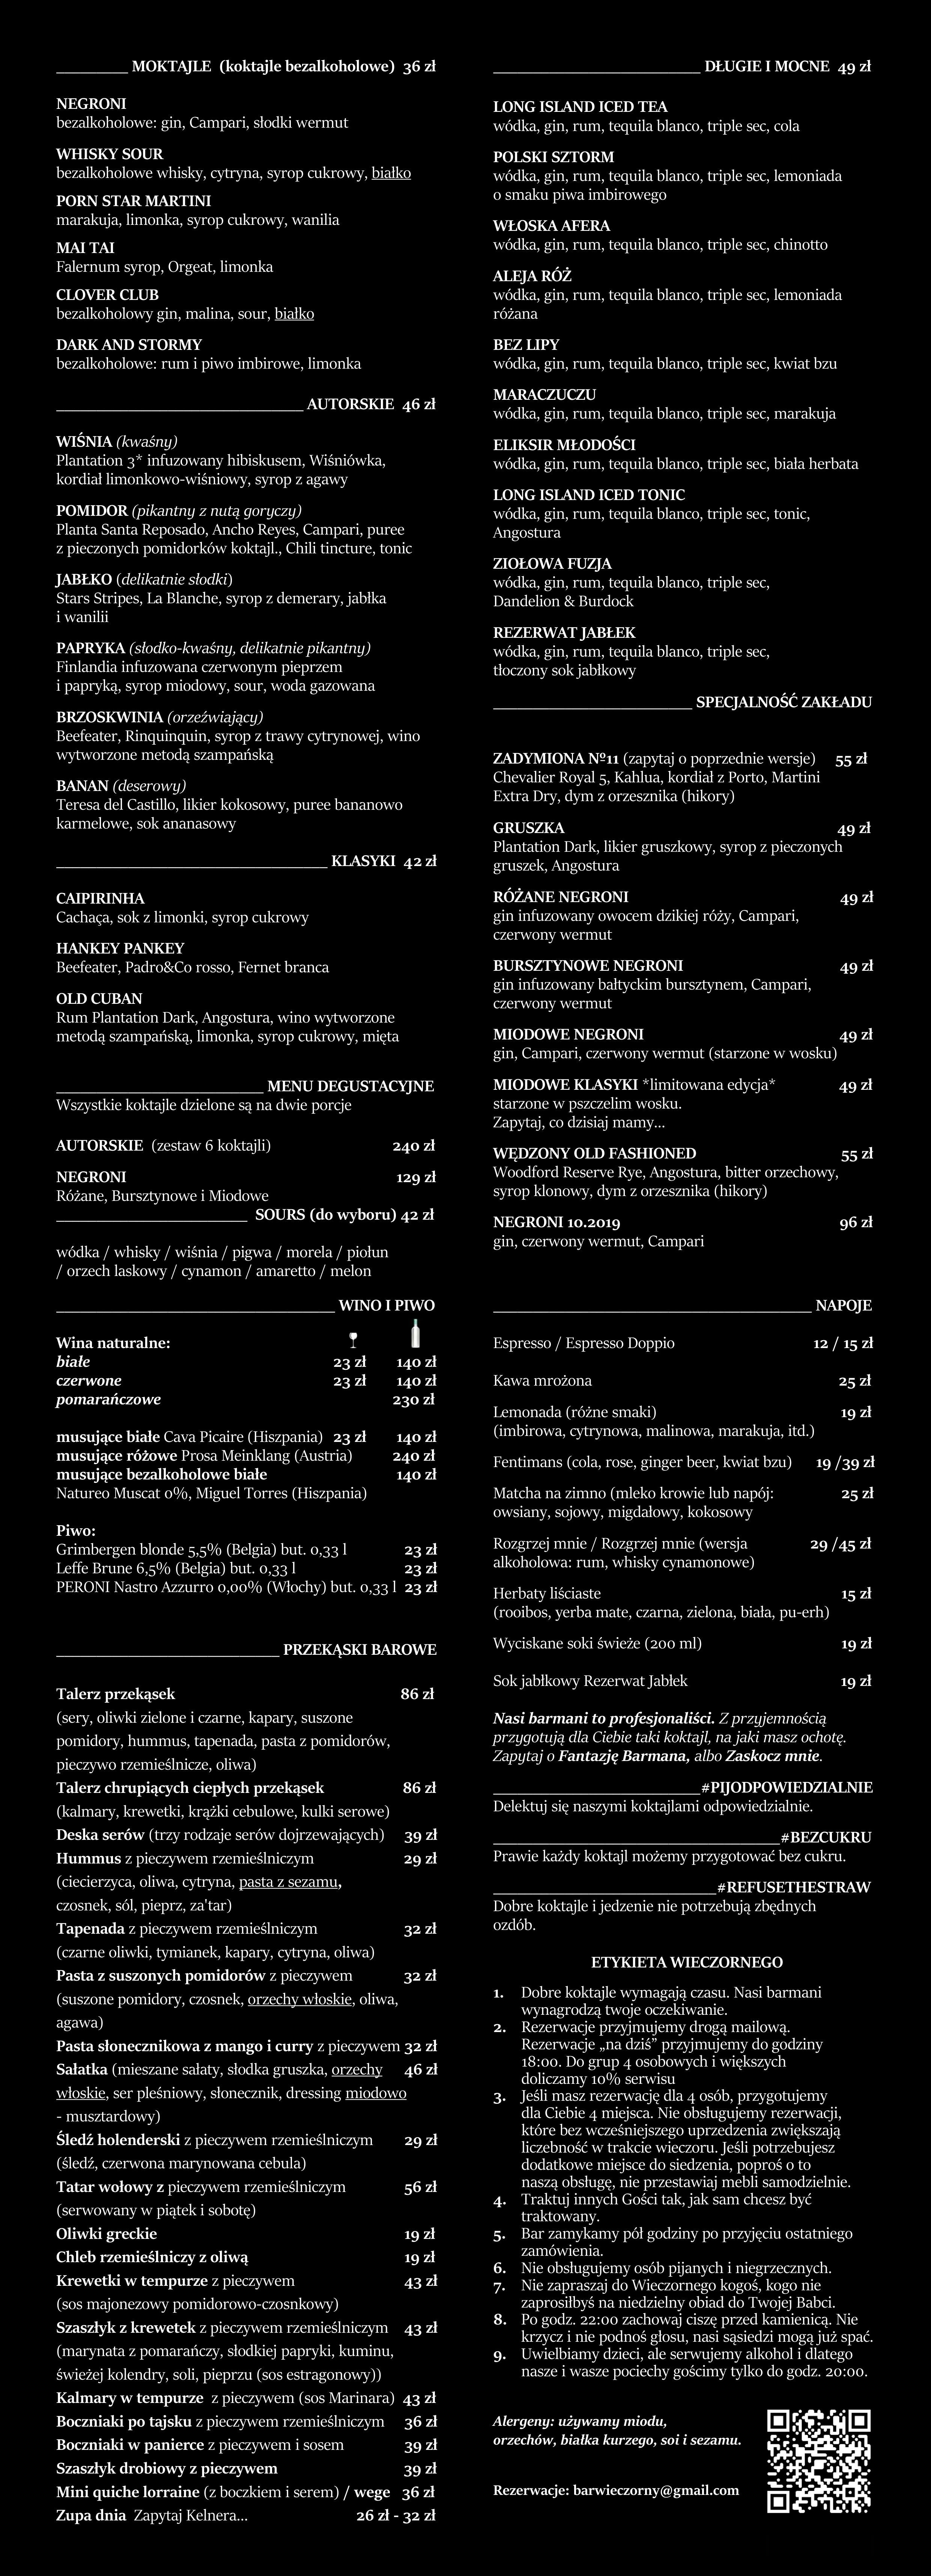 MOKTAJLE (koktajle bezalkoholowe) 36 zł
NEGRONI
bezalkoholowe: gin, Campari, słodki wermut
WHISKY SOUR
bezalkoholowe whisky, cytryna, syrop cukrowy, białko
PORN STAR MARTINI
marakuja, limonka, syrop cukrowy, wanilia
MAI TAI
Falernum syrop, Orgeat, limonka
CLOVER CLUB
bezalkoholowy gin, malina, sour, białko
DARK AND STORMY
bezalkoholowe: rum i piwo imbirowe, limonka
AUTORSKIE 46 zł
WIŚNIA (kwaśny)
Plantation 3* infuzowany hibiskusem, Wiśniówka,
kordiał limonkowo-wiśniowy, syrop z agawy
POMIDOR (pikantny z nutą goryczy)
Planta Santa Reposado, Ancho Reyes, Campari, puree
z pieczonych pomidorków koktajl., Chili tincture, tonic
JABŁKO (delikatnie słodki)
Stars Stripes, La Blanche, syrop z demerary, jabłka
i wanilii
PAPRYKA (słodko-kwaśny, delikatnie pikantny)
Finlandia infuzowana czerwonym pieprzem
i papryką, syrop miodowy, sour, woda gazowana
BRZOSKWINIA (orzeźwiający)
Beefeater, Rinquinquin, syrop z trawy cytrynowej, wino
wytworzone metodą szampańską
BANAN (deserowy)
Teresa del Castillo, likier kokosowy, puree bananowo
karmelowe, sok ananasowy
KLASYKI 42 zł
CAIPIRINHA
Cachaça, sok z limonki, syrop cukrowy
HANKEY PANKEY
Beefeater, Padro&Co rosso, Fernet branca
OLD CUBAN
Rum Plantation Dark, Angostura, wino wytworzone
metodą szampańską, limonka, syrop cukrowy, mięta
MENU DEGUSTACYJNE
Wszystkie koktajle dzielone są na dwie porcje
AUTORSKIE (zestaw 6 koktajli) 240 zł
NEGRONI 129 zł
Różane, Bursztynowe i Miodowe
SOURS (do wyboru) 42 zł
wódka / whisky / wiśnia / pigwa / morela / piołun
/ orzech laskowy / cynamon / amaretto / melon
WINO I PIWO
Wina naturalne:
białe 23 zł 140 zł
czerwone 23 zł 140 zł
pomarańczowe 230 zł
musujące białe Cava Picaire (Hiszpania) 23 zł 140 zł
musujące różowe Prosa Meinklang (Austria) 240 zł
musujące bezalkoholowe białe 140 zł
Natureo Muscat 0%, Miguel Torres (Hiszpania)
Piwo:
Grimbergen blonde 5,5% (Belgia) but. 0,33 l 23 zł
Leffe Brune 6,5% (Belgia) but. 0,33 l 23 zł
PERONI Nastro Azzurro 0,00% (Włochy) but. 0,33 l 23 zł
PRZEKĄSKI BAROWE
Talerz przekąsek 86 zł
(sery, oliwki zielone i czarne, kapary, suszone
pomidory, hummus, tapenada, pasta z pomidorów,
pieczywo rzemieślnicze, oliwa)
Talerz chrupiących ciepłych przekąsek 86 zł
(kalmary, krewetki, krążki cebulowe, kulki serowe)
Deska serów (trzy rodzaje serów dojrzewających) 39 zł
Hummus z pieczywem rzemieślniczym 29 zł
(ciecierzyca, oliwa, cytryna, pasta z sezamu,
czosnek, sól, pieprz, za'tar)
Tapenada z pieczywem rzemieślniczym 32 zł
(czarne oliwki, tymianek, kapary, cytryna, oliwa)
Pasta z suszonych pomidorów z pieczywem 32 zł
(suszone pomidory, czosnek, orzechy włoskie, oliwa,
agawa)
Pasta słonecznikowa z mango i curry z pieczywem 32 zł
Sałatka (mieszane sałaty, słodka gruszka, orzechy 46 zł
włoskie, ser pleśniowy, słonecznik, dressing miodowo
- musztardowy)
Śledź holenderski z pieczywem rzemieślniczym 29 zł
(śledź, czerwona marynowana cebula)
Tatar wołowy z pieczywem rzemieślniczym 56 zł
(serwowany w piątek i sobotę)
Oliwki greckie 19 zł
Chleb rzemieślniczy z oliwą 19 zł
Krewetki w tempurze z pieczywem 43 zł
(sos majonezowy pomidorowo-czosnkowy)
Szaszłyk z krewetek z pieczywem rzemieślniczym 43 zł
(marynata z pomarańczy, słodkiej papryki, kuminu,
świeżej kolendry, soli, pieprzu (sos estragonowy))
Kalmary w tempurze z pieczywem (sos Marinara) 43 zł
Boczniaki po tajsku z pieczywem rzemieślniczym 36 zł
Boczniaki w panierce z pieczywem i sosem 39 zł
Szaszłyk drobiowy z pieczywem 39 zł
Mini quiche lorraine (z boczkiem i serem) / wege 36 zł
Zupa dnia Zapytaj Kelnera... 26 zł - 32 zł
DŁUGIE I MOCNE 49 zł
LONG ISLAND ICED TEA
wódka, gin, rum, tequila blanco, triple sec, cola
POLSKI SZTORM
wódka, gin, rum, tequila blanco, triple sec, lemoniada
o smaku piwa imbirowego
WŁOSKA AFERA
wódka, gin, rum, tequila blanco, triple sec, chinotto
ALEJA RÓŻ
wódka, gin, rum, tequila blanco, triple sec, lemoniada
różana
BEZ LIPY
wódka, gin, rum, tequila blanco, triple sec, kwiat bzu
MARACZUCZU
wódka, gin, rum, tequila blanco, triple sec, marakuja
ELIKSIR MŁODOŚCI
wódka, gin, rum, tequila blanco, triple sec, biała herbata
LONG ISLAND ICED TONIC
wódka, gin, rum, tequila blanco, triple sec, tonic,
Angostura
ZIOŁOWA FUZJA
wódka, gin, rum, tequila blanco, triple sec,
Dandelion & Burdock
REZERWAT JABŁEK
wódka, gin, rum, tequila blanco, triple sec,
tłoczony sok jabłkowy
SPECJALNOŚĆ ZAKŁADU
ZADYMIONA Nº11 (zapytaj o poprzednie wersje) 55 zł
Chevalier Royal 5, Kahlua, kordiał z Porto, Martini
Extra Dry, dym z orzesznika (hikory)
GRUSZKA 49 zł
Plantation Dark, likier gruszkowy, syrop z pieczonych
gruszek, Angostura
RÓŻANE NEGRONI 49 zł
gin infuzowany owocem dzikiej róży, Campari,
czerwony wermut
BURSZTYNOWE NEGRONI 49 zł
gin infuzowany bałtyckim bursztynem, Campari,
czerwony wermut
MIODOWE NEGRONI 49 zł
gin, Campari, czerwony wermut (starzone w wosku)
MIODOWE KLASYKI *limitowana edycja* 49 zł
starzone w pszczelim wosku.
Zapytaj, co dzisiaj mamy...
WĘDZONY OLD FASHIONED 55 zł
Woodford Reserve Rye, Angostura, bitter orzechowy,
syrop klonowy, dym z orzesznika (hikory)
NEGRONI 10.2019 96 zł
gin, czerwony wermut, Campari
NAPOJE
Espresso / Espresso Doppio 12 / 15 zł
Kawa mrożona 25 zł
Lemonada (różne smaki) 19 zł
(imbirowa, cytrynowa, malinowa, marakuja, itd.)
Fentimans (cola, rose, ginger beer, kwiat bzu) 19 /39 zł
Matcha na zimno (mleko krowie lub napój: 25 zł
owsiany, sojowy, migdałowy, kokosowy
Rozgrzej mnie / Rozgrzej mnie (wersja 29 /45 zł
alkoholowa: rum, whisky cynamonowe)
Herbaty liściaste 15 zł
(rooibos, yerba mate, czarna, zielona, biała, pu-erh)
Wyciskane soki świeże (200 ml) 19 zł
Sok jabłkowy Rezerwat Jabłek 19 zł
Nasi barmani to profesjonaliści. Z przyjemnością
przygotują dla Ciebie taki koktajl, na jaki masz ochotę.
Zapytaj o Fantazję Barmana, albo Zaskocz mnie.
#PIJODPOWIEDZIALNIE
Delektuj się naszymi koktajlami odpowiedzialnie.
#BEZCUKRU
Prawie każdy koktajl możemy przygotować bez cukru.
#REFUSETHESTRAW
Dobre koktajle i jedzenie nie potrzebują zbędnych
ozdób.
ETYKIETA WIECZORNEGO
1. Dobre koktajle wymagają czasu. Nasi barmani
wynagrodzą twoje oczekiwanie.
2. Rezerwacje przyjmujemy drogą mailową.
Rezerwacje „na dziś” przyjmujemy do godziny
18:00. Do grup 4 osobowych i większych
doliczamy 10% serwisu
3. Jeśli masz rezerwację dla 4 osób, przygotujemy
dla Ciebie 4 miejsca. Nie obsługujemy rezerwacji,
które bez wcześniejszego uprzedzenia zwiększają
liczebność w trakcie wieczoru. Jeśli potrzebujesz
dodatkowe miejsce do siedzenia, poproś o to
naszą obsługę, nie przestawiaj mebli samodzielnie.
4. Traktuj innych Gości tak, jak sam chcesz być
traktowany.
5. Bar zamykamy pół godziny po przyjęciu ostatniego
zamówienia.
6. Nie obsługujemy osób pijanych i niegrzecznych.
7. Nie zapraszaj do Wieczornego kogoś, kogo nie
zaprosiłbyś na niedzielny obiad do Twojej Babci.
8. Po godz. 22:00 zachowaj ciszę przed kamienicą. Nie
krzycz i nie podnoś głosu, nasi sąsiedzi mogą już spać.
9. Uwielbiamy dzieci, ale serwujemy alkohol i dlatego
nasze i wasze pociechy gościmy tylko do godz. 20:00.
Alergeny: używamy miodu,
orzechów, białka kurzego, soi i sezamu.
Rezerwacje: barwieczorny@gmail.com